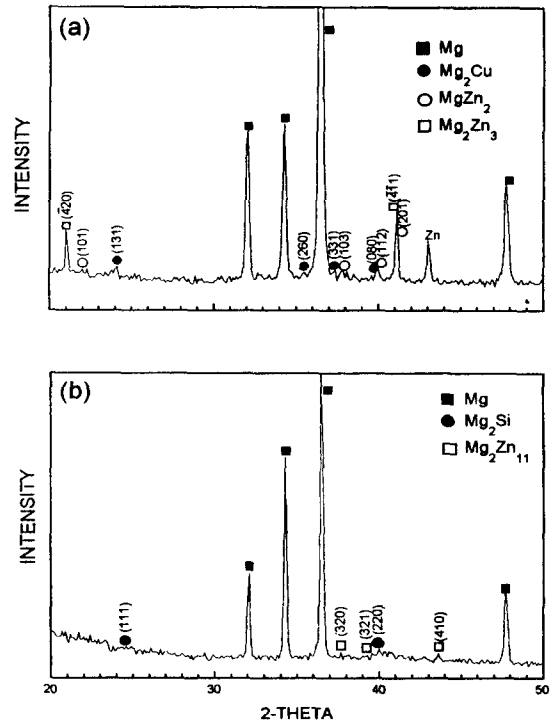 (a)
Mg
Mg2Cu
MgZn2
Mg2Zn3
INTENSITY
(420)
(101)
(131)
(260)
(331)
(103)
(080)
(112)
(201)
Zn
(b)
Mg
Mg2Si
Mg2Zn11
INTENSITY
(111)
(320)
(321)
(220)
(410)
20
30
40
50
2-THETA